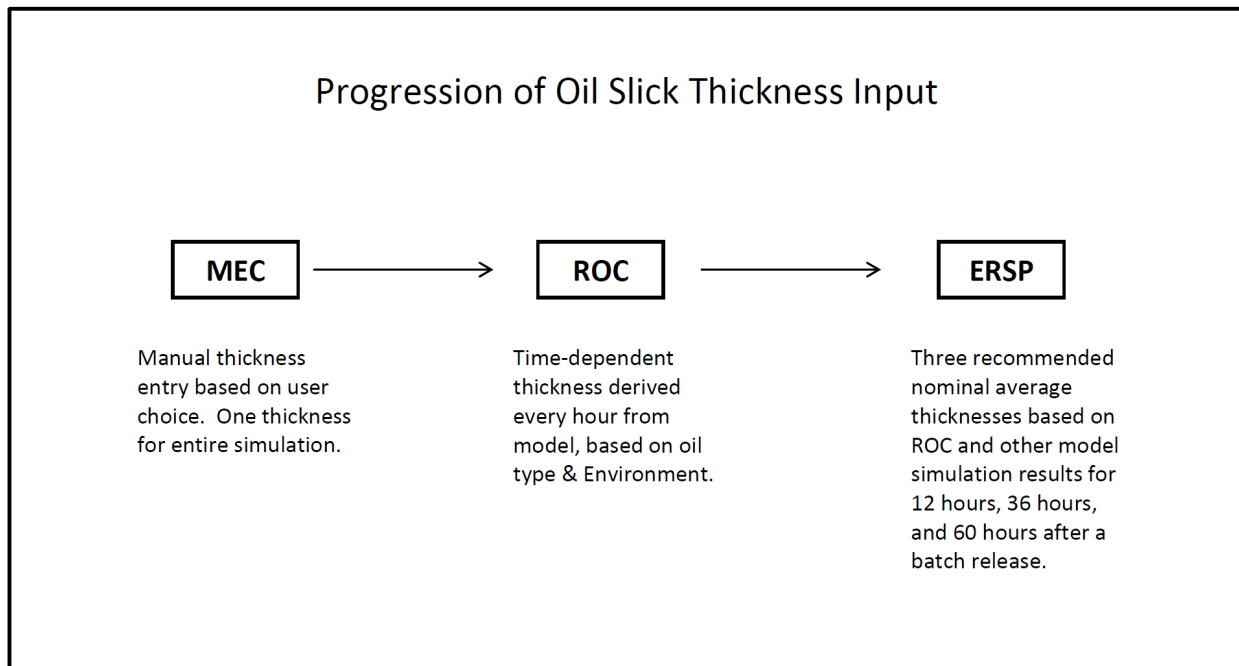 Progression of Oil Slick Thickness Input
MEC
ROC
ERSP
Manual thickness
entry based on user
choice.  One thickness
for entire simulation.
Time-dependent
thickness derived
every hour from
model, based on oil
type & Environment.
Three recommended
nominal average
thicknesses based on
ROC and other model
simulation results for
12 hours, 36 hours,
and 60 hours after a
batch release.